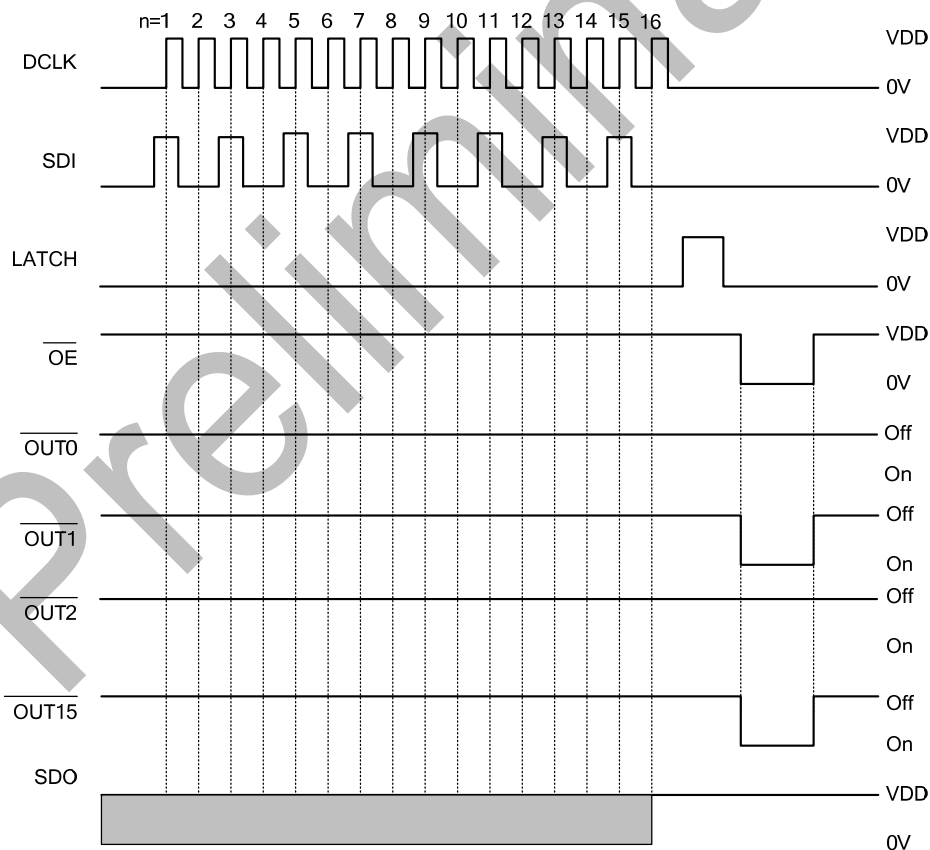 n=1 2 3 4 5 6 7 8 9 10 11 12 13 14 15 16
DCLK
VDD
0V
SDI
VDD
0V
LATCH
VDD
0V
OE
VDD
0V
OUT0
Off
On
OUT1
Off
On
OUT2
Off
On
OUT15
Off
On
SDO
VDD
0V
Prelimina